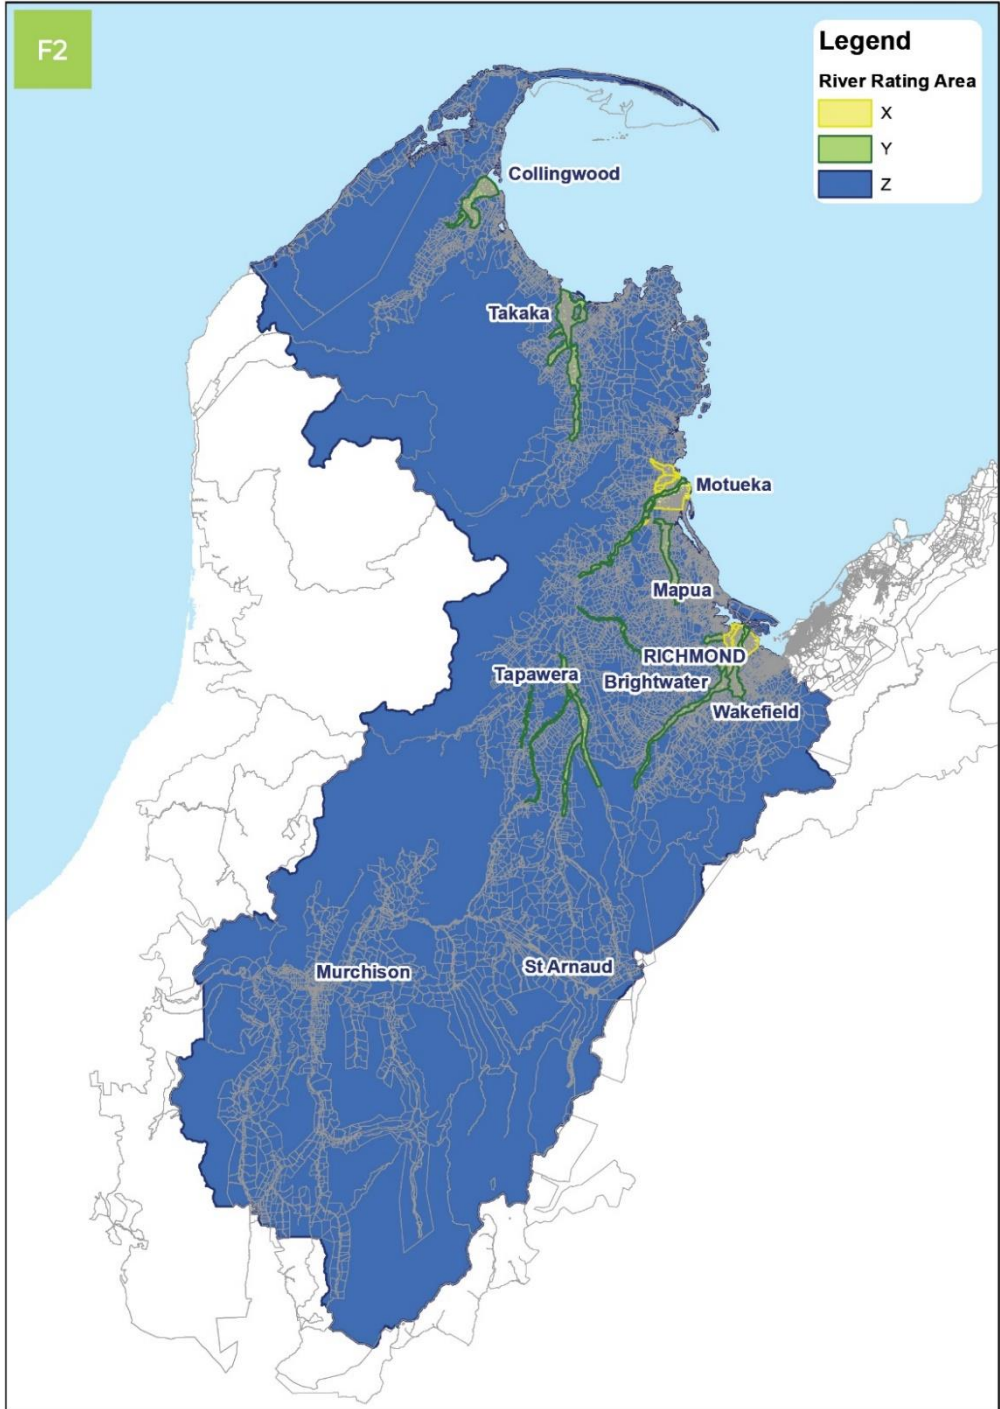 F2
Legend
River Rating Area
X
Y
Z
Collingwood
Takaka
Motueka
Mapua
RICHMOND
Tapawera
Brightwater
Wakefield
Murchison
St Arnaud